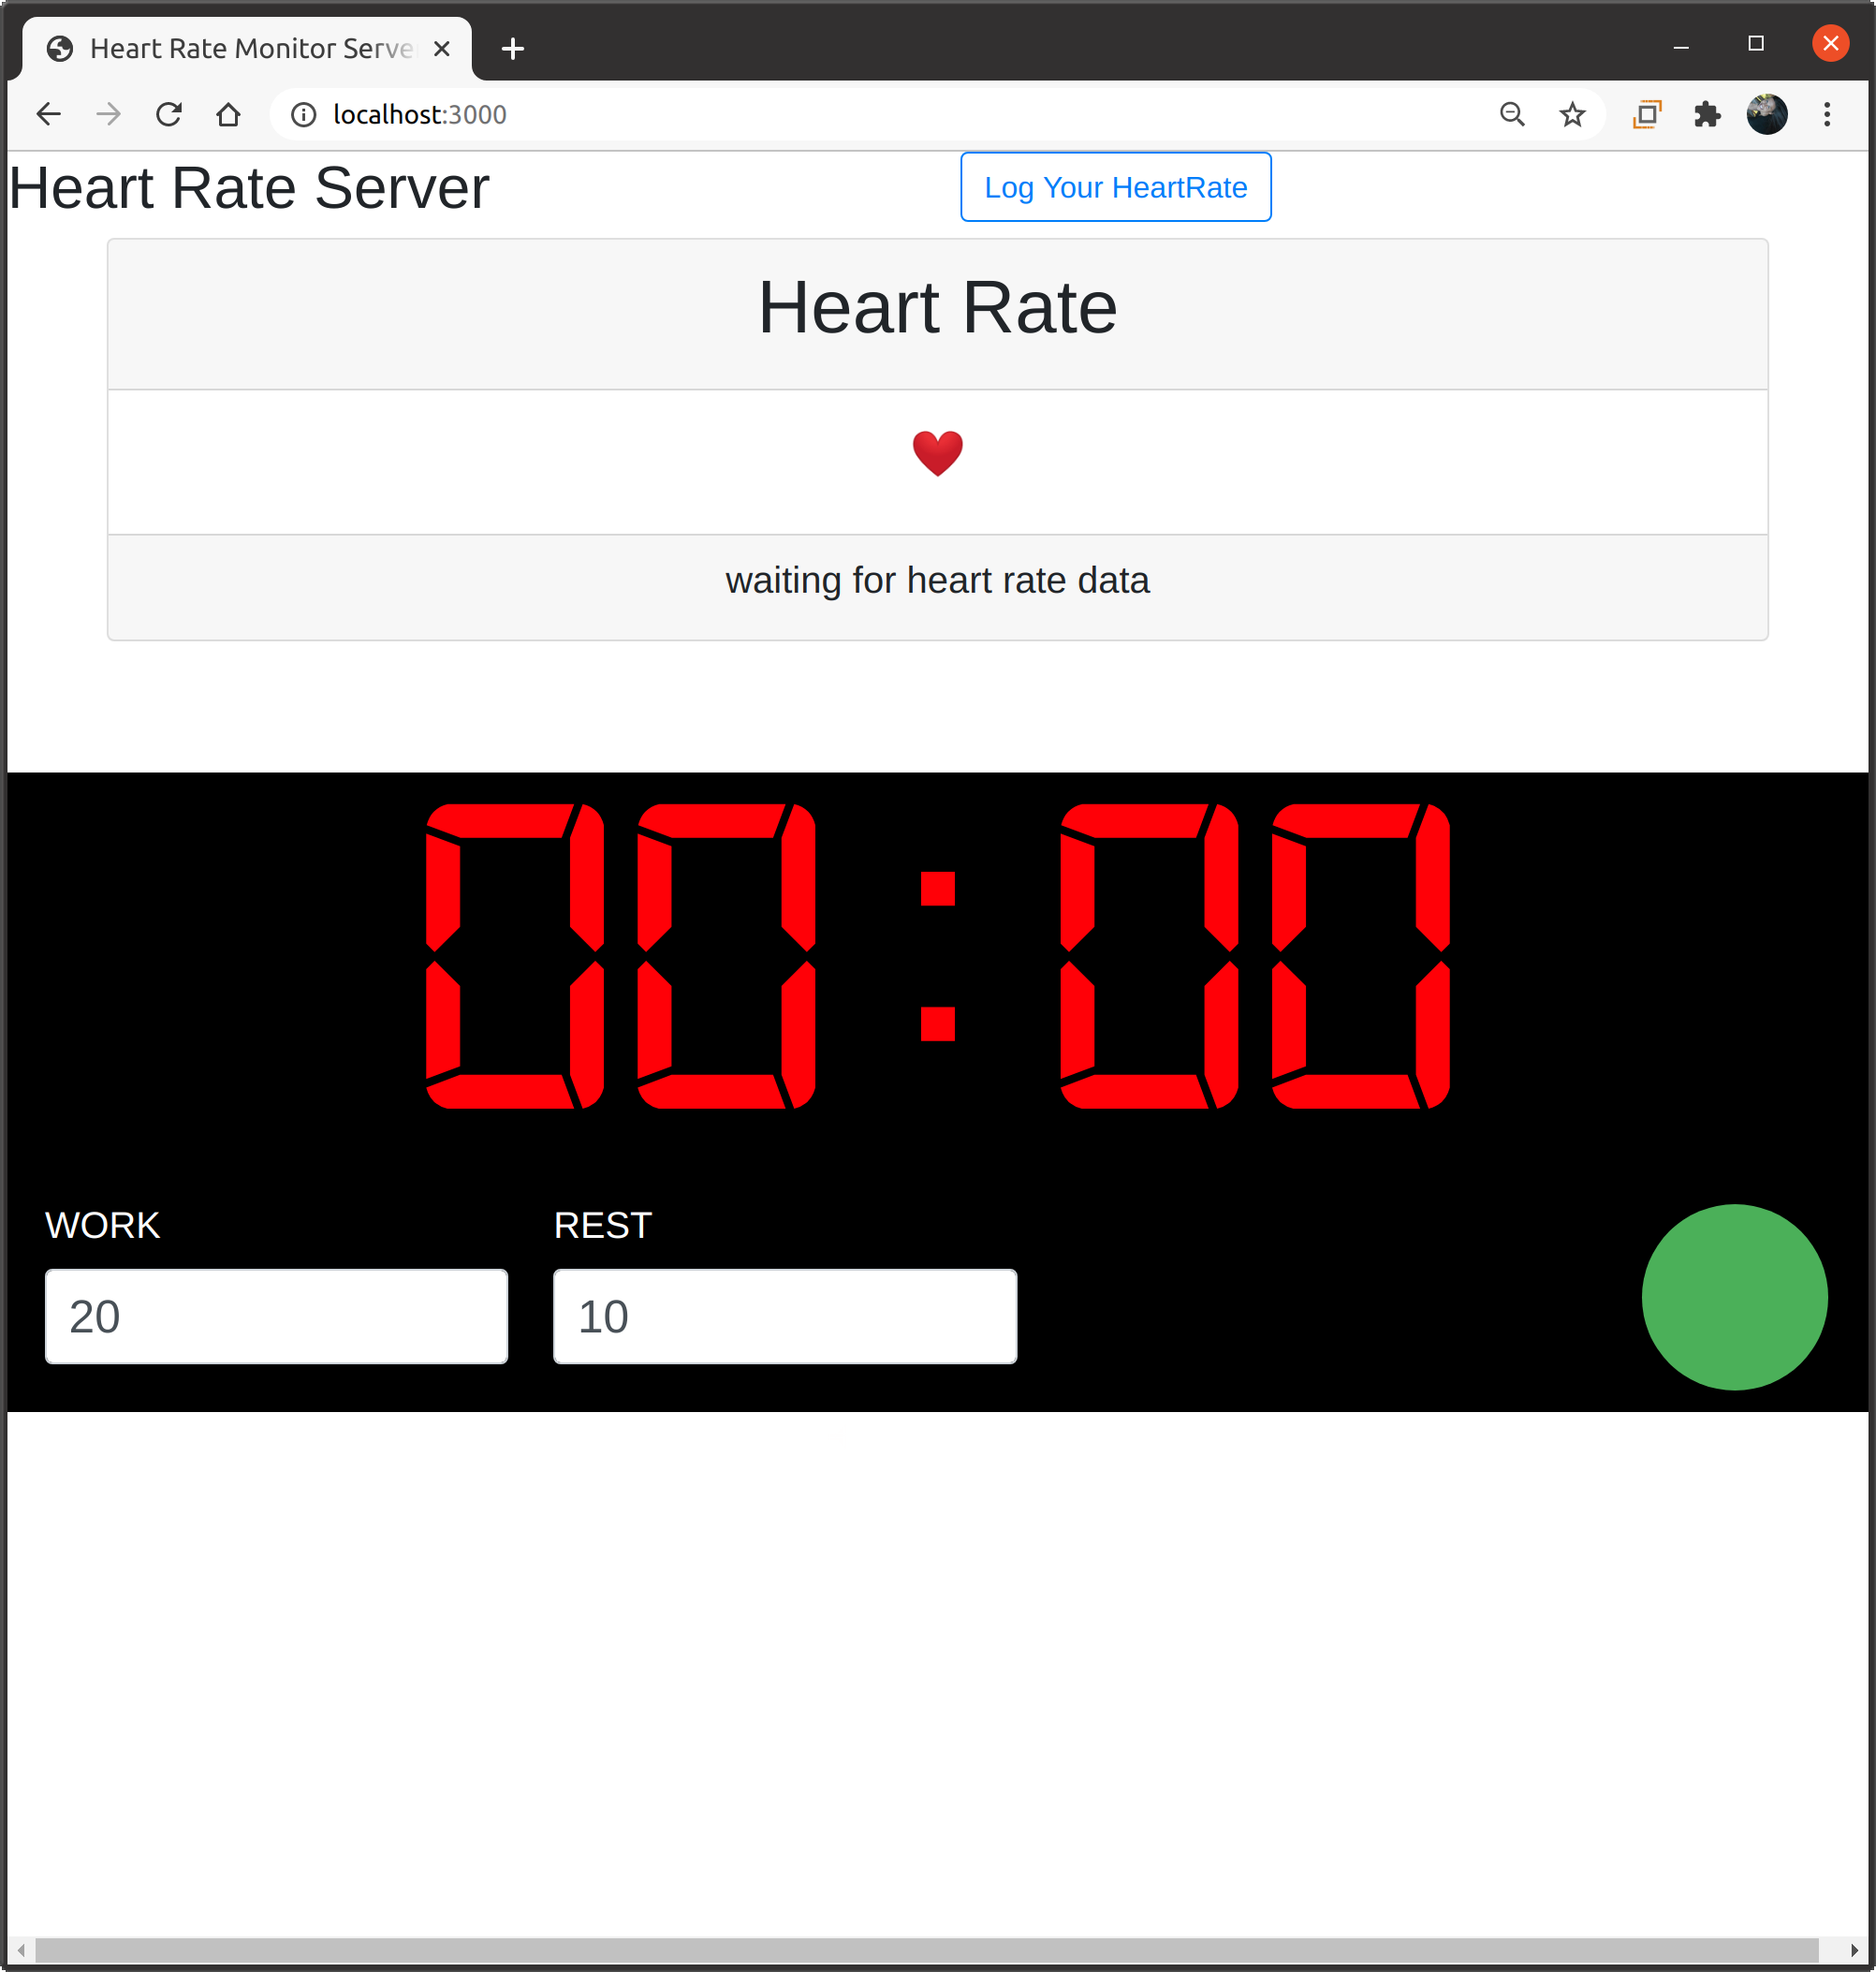 Heart Rate Monitor Serve
localhost:3000
Heart Rate Server
Log Your HeartRate
Heart Rate
waiting for heart rate data
00:00
WORK
REST
20
10